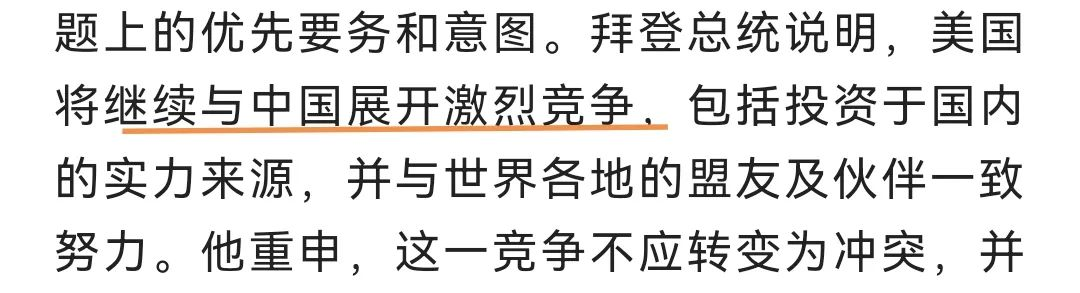 题上的优先要务和意图。拜登总统说明，美国
将继续与中国展开激烈竞争，包括投资于国内
的实力来源，并与世界各地的盟友及伙伴一致
努力。他重申，这一竞争不应转变为冲突，并